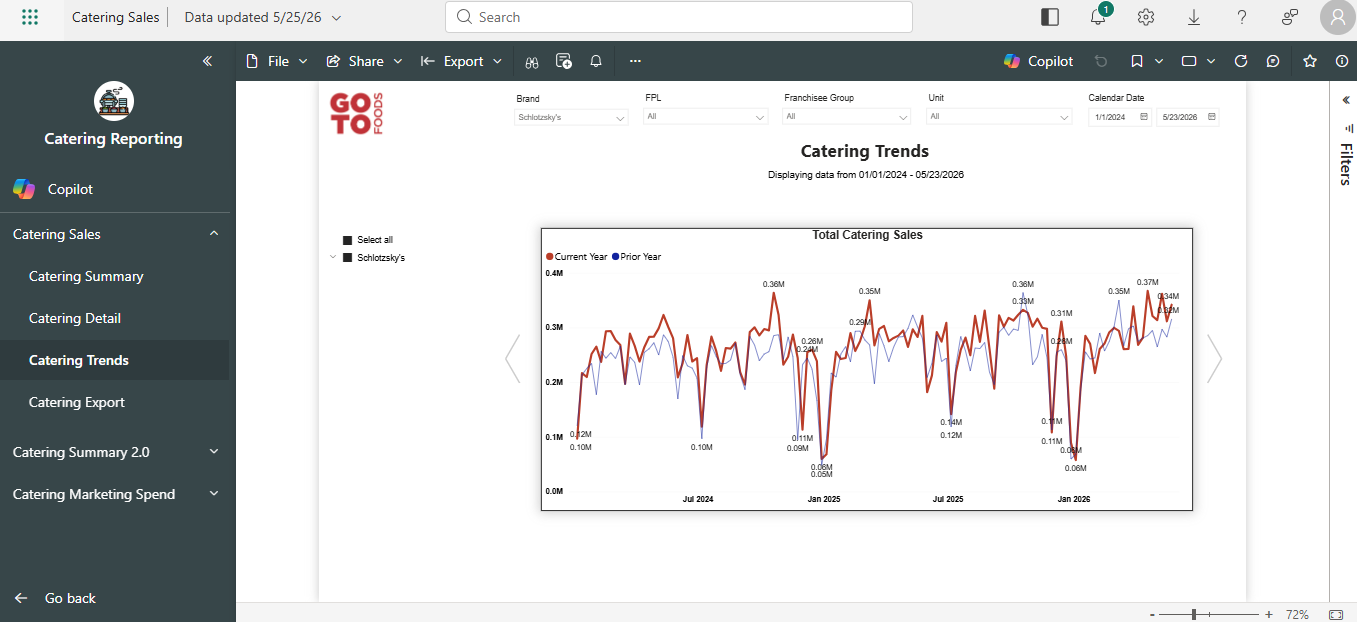 Catering Sales
Data updated 5/25/26
Search
1
File
Share
Export
Copilot
Catering Reporting
Copilot
Catering Sales
Catering Summary
Catering Detail
Catering Trends
Catering Export
Catering Summary 2.0
Catering Marketing Spend
Go back
GO TO FOODS
Brand
Schlotzsky's
FPL
All
Franchisee Group
All
Unit
All
Calendar Date
1/1/2024
5/23/2026
Filters
Catering Trends
Displaying data from 01/01/2024 - 05/23/2026
Select all
Schlotzsky's
Total Catering Sales
Current Year
Prior Year
0.4M
0.3M
0.2M
0.1M
0.0M
0.12M
0.10M
0.10M
0.36M
0.26M
0.24M
0.11M
0.09M
0.06M
0.05M
0.35M
0.29M
0.14M
0.12M
0.36M
0.33M
0.31M
0.26M
0.11M
0.11M
0.06M
0.06M
0.35M
0.37M
0.34M
0.32M
Jul 2024
Jan 2025
Jul 2025
Jan 2026
72%